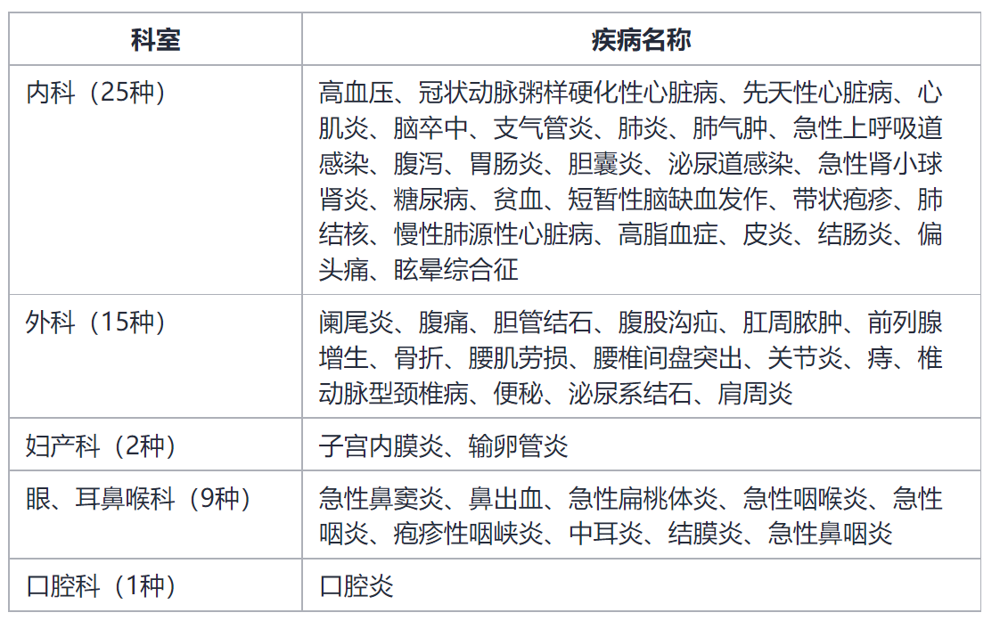 科室 疾病名称
内科（25种） 高血压、冠状动脉粥样硬化性心脏病、先天性心脏病、心
肌炎、脑卒中、支气管炎、肺炎、肺气肿、急性上呼吸道
感染、腹泻、胃肠炎、胆囊炎、泌尿道感染、急性肾小球
肾炎、糖尿病、贫血、短暂性脑缺血发作、带状疱疹、肺
结核、慢性肺源性心脏病、高脂血症、皮炎、结肠炎、偏
头痛、眩晕综合征
外科（15种） 阑尾炎、腹痛、胆管结石、腹股沟疝、肛周脓肿、前列腺
增生、骨折、腰肌劳损、腰椎间盘突出、关节炎、痔、椎
动脉型颈椎病、便秘、泌尿系结石、肩周炎
妇产科（2种） 子宫内膜炎、输卵管炎
眼、耳鼻喉科（9种） 急性鼻窦炎、鼻出血、急性扁桃体炎、急性咽喉炎、急性
咽炎、疱疹性咽峡炎、中耳炎、结膜炎、急性鼻咽炎
口腔科（1种） 口腔炎